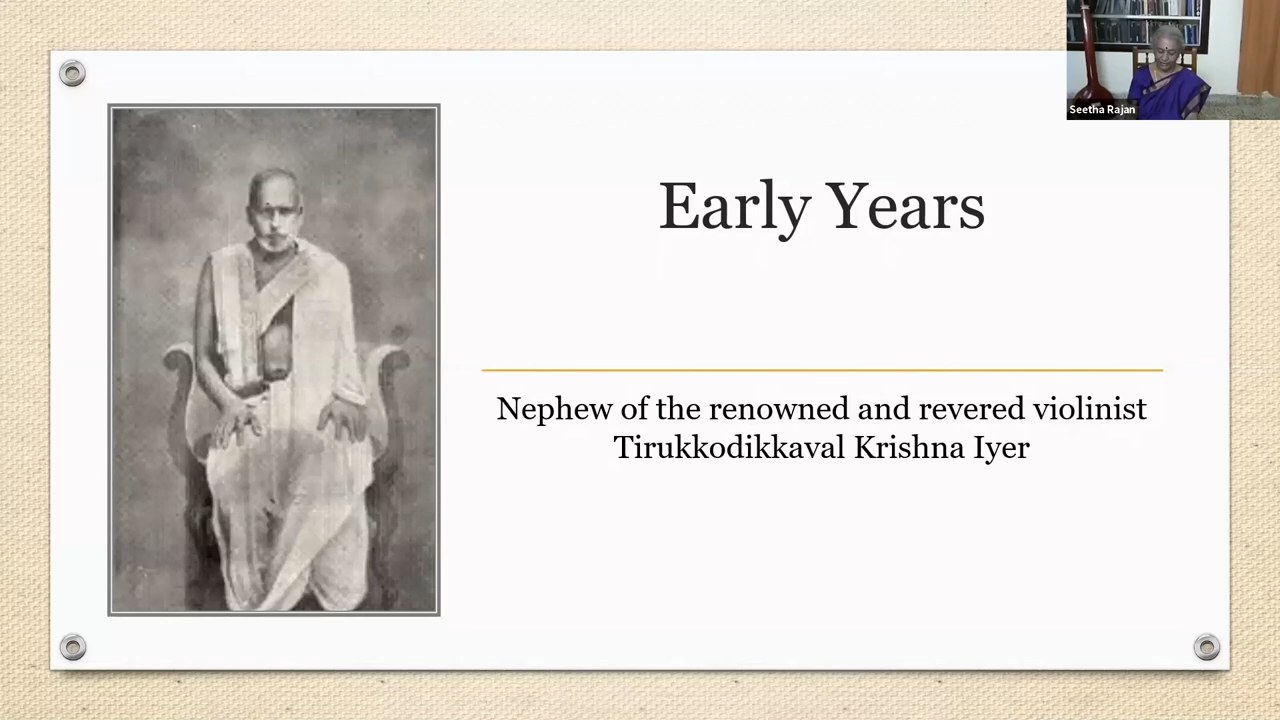 Seetha Rajan
Early Years
Nephew of the renowned and revered violinist
Tirukkodikkaval Krishna Iyer